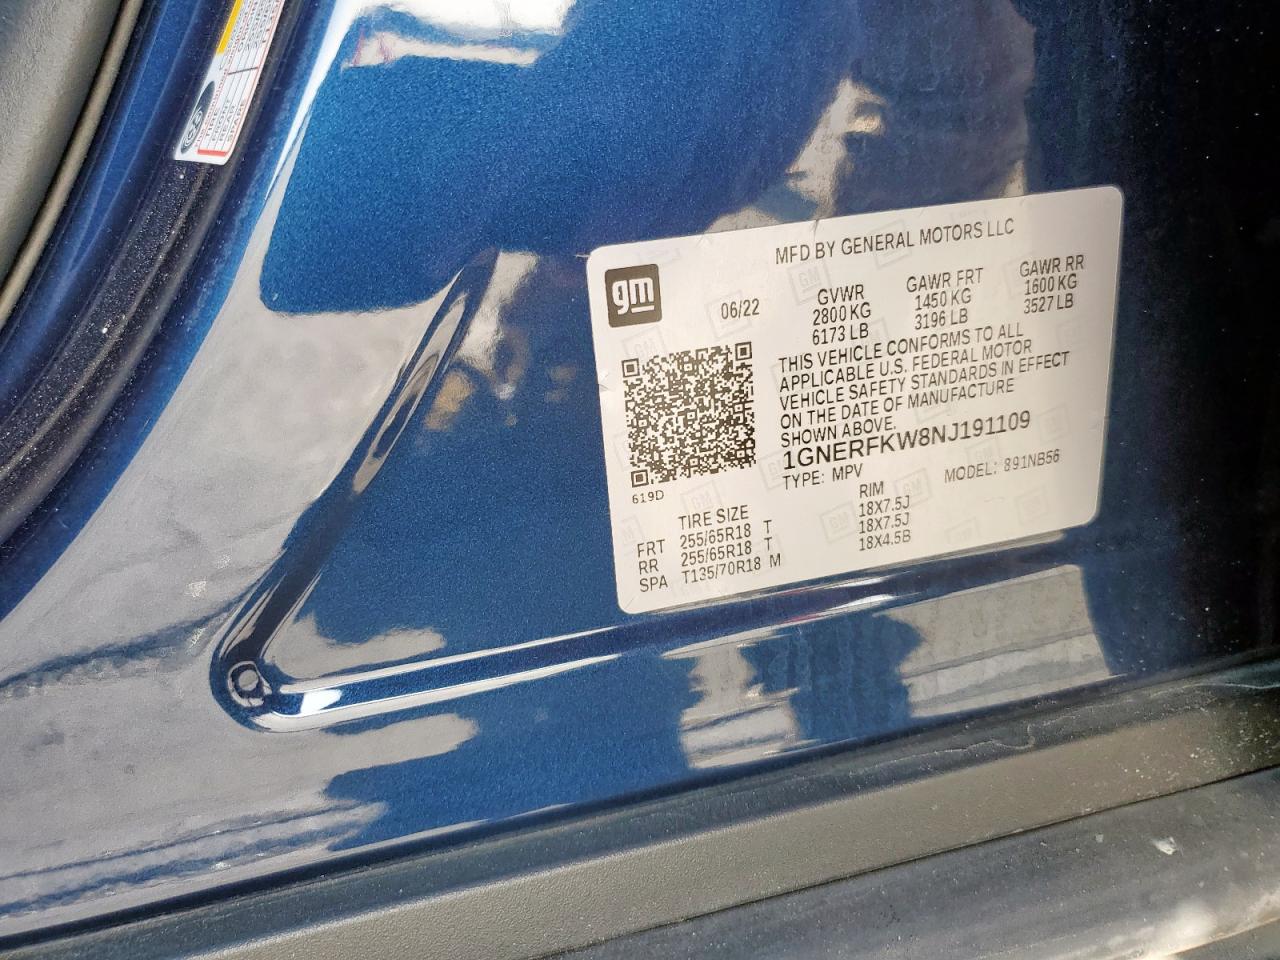 MFD BY GENERAL MOTORS LLC
gm
06/22
GVWR
2800 KG
6173 LB
GAWR FRT
1450 KG
3196 LB
GAWR RR
1600 KG
3527 LB
THIS VEHICLE CONFORMS TO ALL
APPLICABLE U.S. FEDERAL MOTOR
VEHICLE SAFETY STANDARDS IN EFFECT
ON THE DATE OF MANUFACTURE
SHOWN ABOVE.
1GNERFKW8NJ191109
TYPE: MPV
MODEL: 891NB56
619D
TIRE SIZE
RIM
FRT 255/65R18 T 18X7.5J
RR 255/65R18 T 18X7.5J
SPA T135/70R18 M 18X4.5B